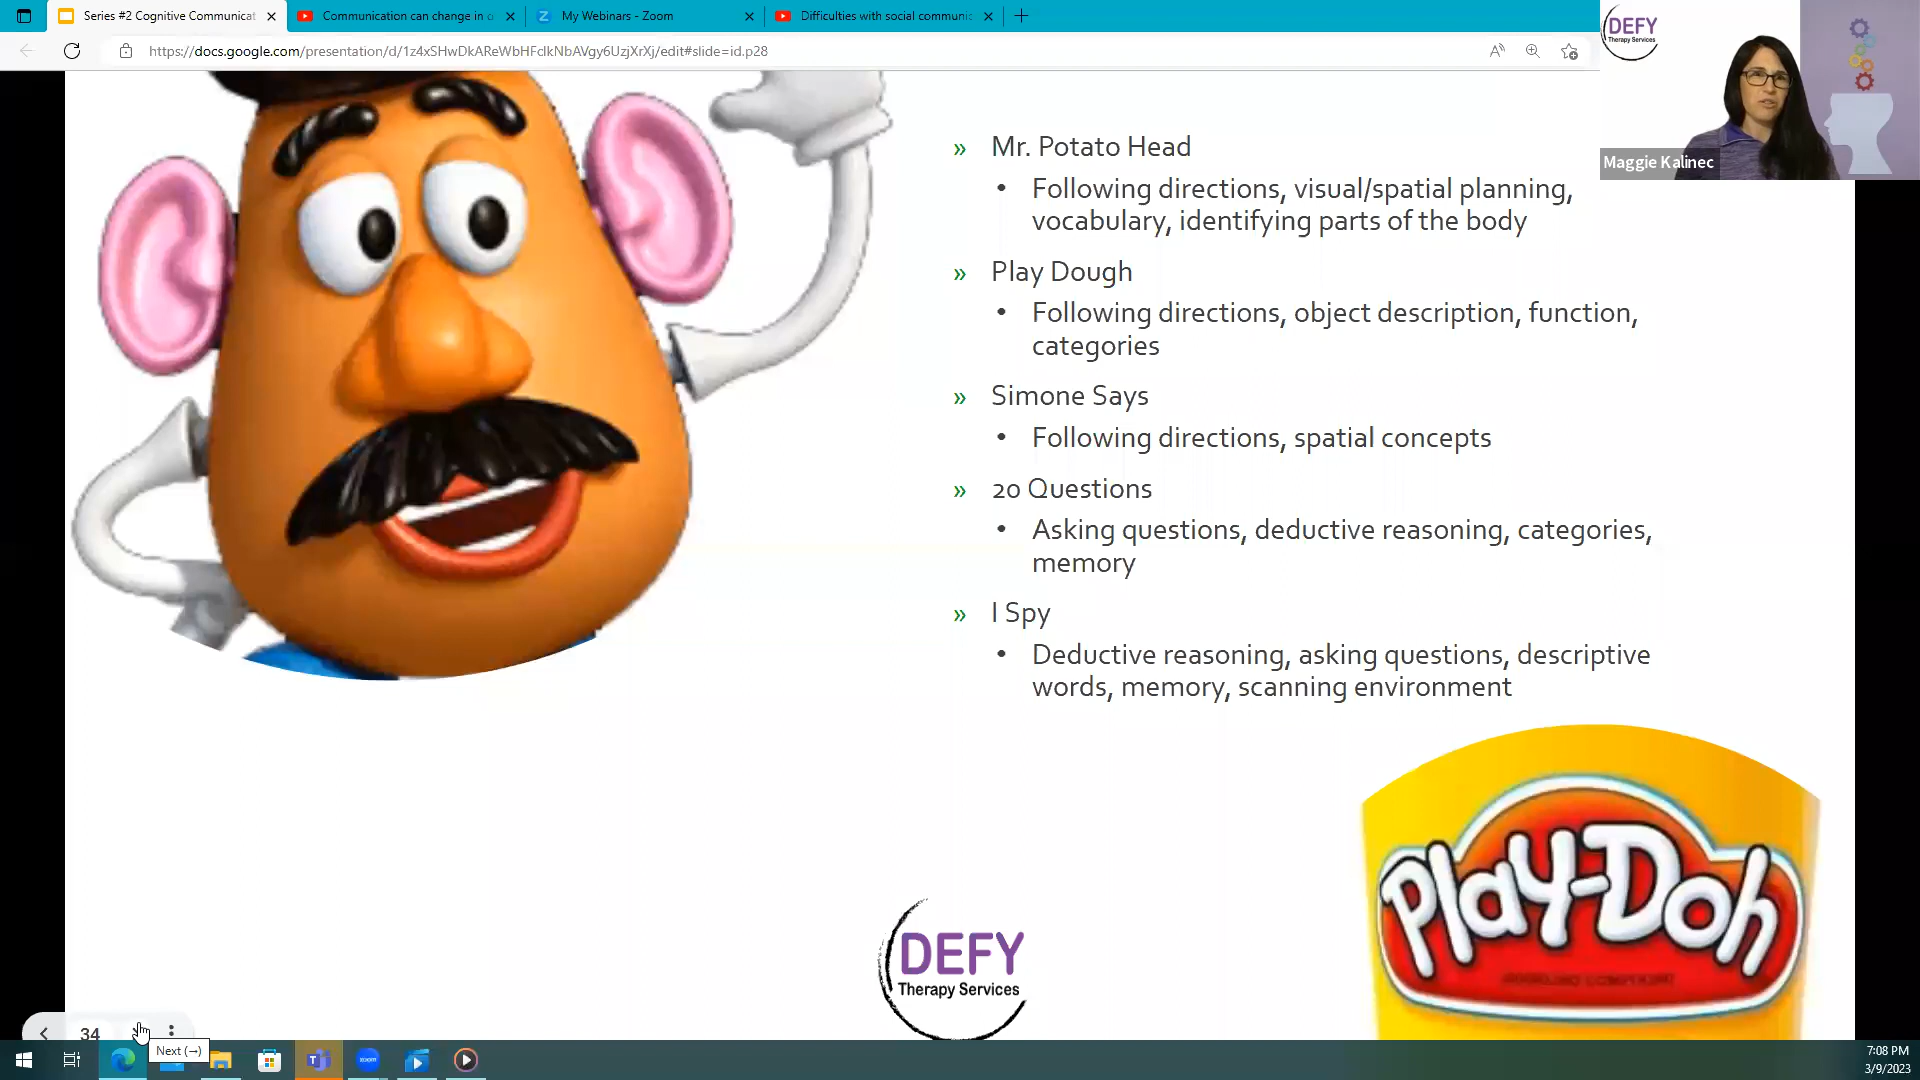 Series #2 Cognitive Communicat
Communication can change in o
My Webinars - Zoom
Difficulties with social communic
https://docs.google.com/presentation/d/1z4xSHwDkAReWbHFclkNbAVgy6UzjXrXj/edit#slide=id.p28
DEFY
Therapy Services
Maggie Kalinec
» Mr. Potato Head
• Following directions, visual/spatial planning,
vocabulary, identifying parts of the body
» Play Dough
• Following directions, object description, function,
categories
» Simone Says
• Following directions, spatial concepts
» 20 Questions
• Asking questions, deductive reasoning, categories,
memory
» I Spy
• Deductive reasoning, asking questions, descriptive
words, memory, scanning environment
Play-Doh
DEFY
Therapy Services
34
Next (→)
zoom
7:08 PM
3/9/2023